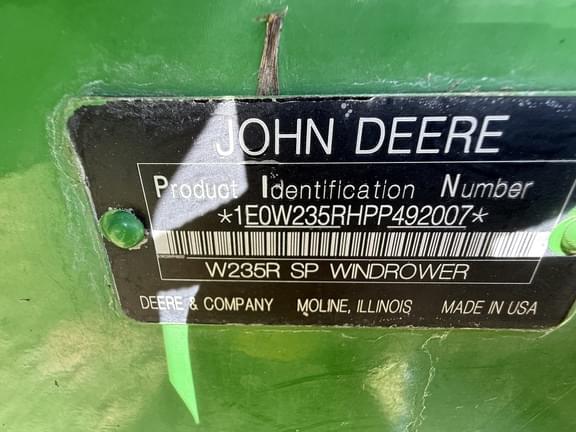 JOHN DEERE
Product Identification Number
*1E0W235RHPP492007*
W235R SP WINDROWER
DEERE & COMPANY MOLINE, ILLINOIS MADE IN USA